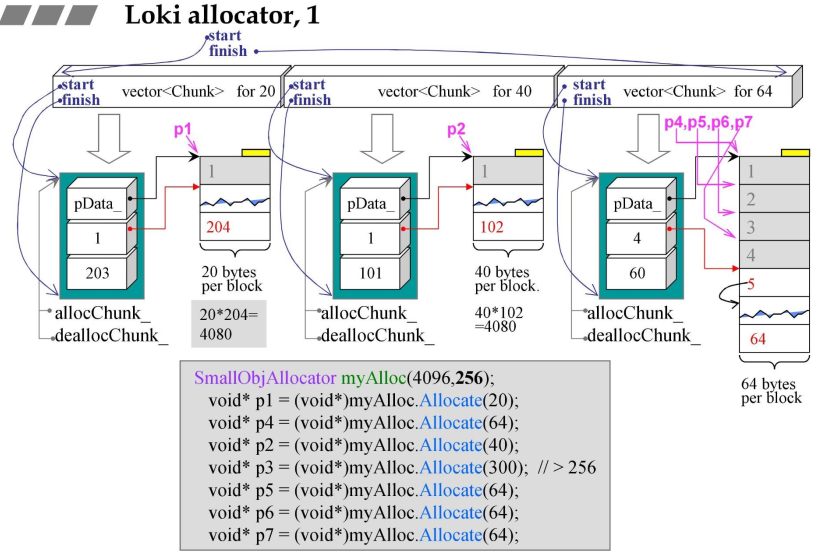 Loki allocator, 1
start
finish
start
finish
vector<Chunk> for 20
start
finish
vector<Chunk> for 40
start
finish
vector<Chunk> for 64
p1
p2
p4,p5,p6,p7
pData_
1
203
1
204
20 bytes
per block
20*204=
4080
allocChunk_
deallocChunk_
pData_
1
101
1
102
40 bytes
per block.
40*102
=4080
allocChunk_
deallocChunk_
pData_
4
60
1
2
3
4
5
64
64 bytes
per block
allocChunk_
deallocChunk_
SmallObjAllocator myAlloc(4096,256);
void* p1 = (void*)myAlloc.Allocate(20);
void* p4 = (void*)myAlloc.Allocate(64);
void* p2 = (void*)myAlloc.Allocate(40);
void* p3 = (void*)myAlloc.Allocate(300); // > 256
void* p5 = (void*)myAlloc.Allocate(64);
void* p6 = (void*)myAlloc.Allocate(64);
void* p7 = (void*)myAlloc.Allocate(64);